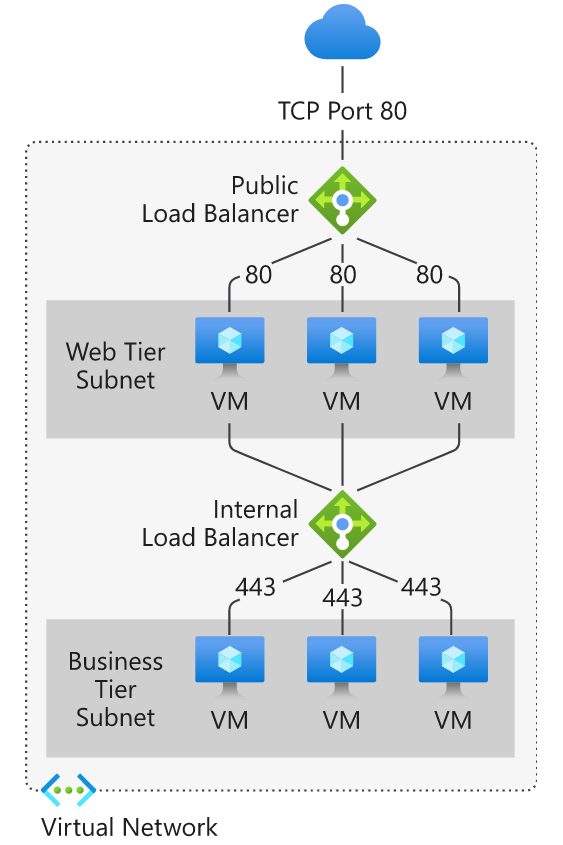 TCP Port 80
Public
Load Balancer
80 80 80
Web Tier
Subnet
VM VM VM
Internal
Load Balancer
443 443 443
Business
Tier
Subnet
VM VM VM
Virtual Network